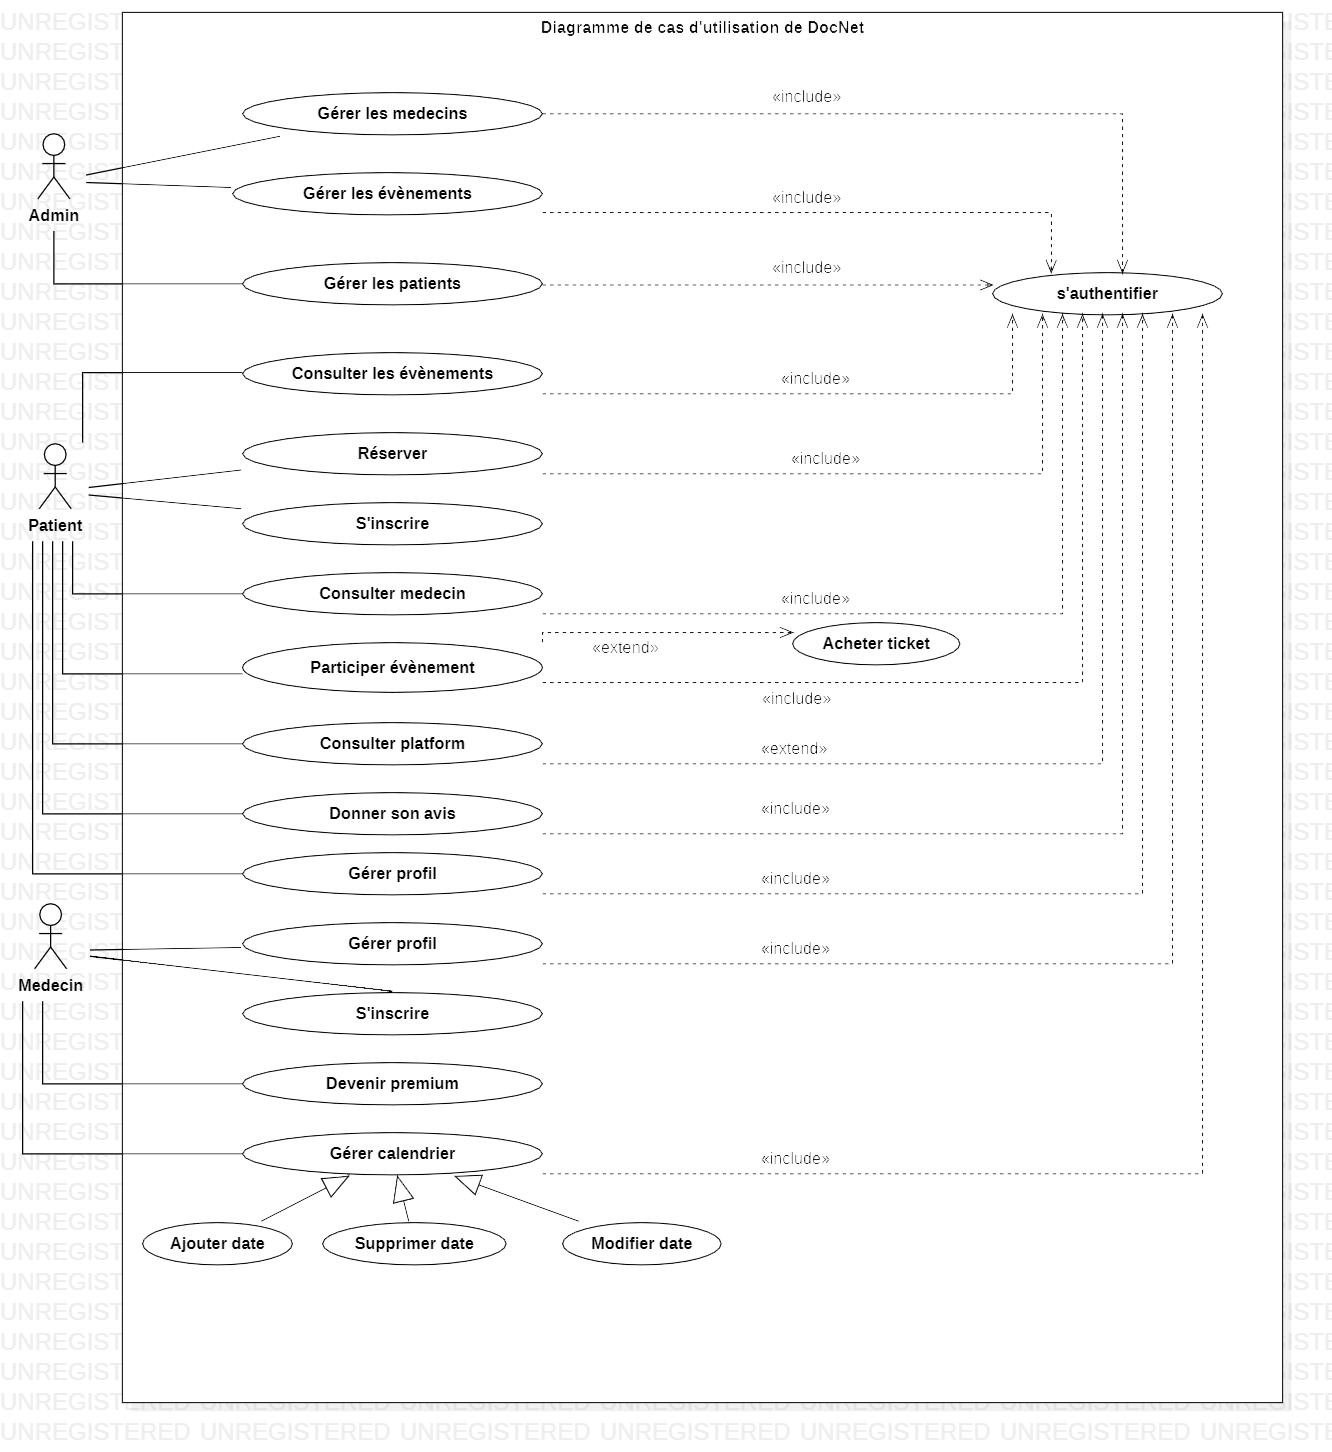 Diagramme de cas d'utilisation de DocNet
Gérer les medecins
«include»
Admin
Gérer les évènements
«include»
Gérer les patients
«include»
s'authentifier
Consulter les évènements
«include»
Patient
Réserver
«include»
S'inscrire
Consulter medecin
«include»
Acheter ticket
«extend»
Participer évènement
«include»
Consulter platform
«extend»
Donner son avis
«include»
Gérer profil
«include»
Medecin
Gérer profil
«include»
S'inscrire
Devenir premium
Gérer calendrier
«include»
Ajouter date
Supprimer date
Modifier date
UNREGISTERED UNREGISTERED UNREGISTERED UNREGISTERED UNREGISTERED UNREGISTERED UNREGIS